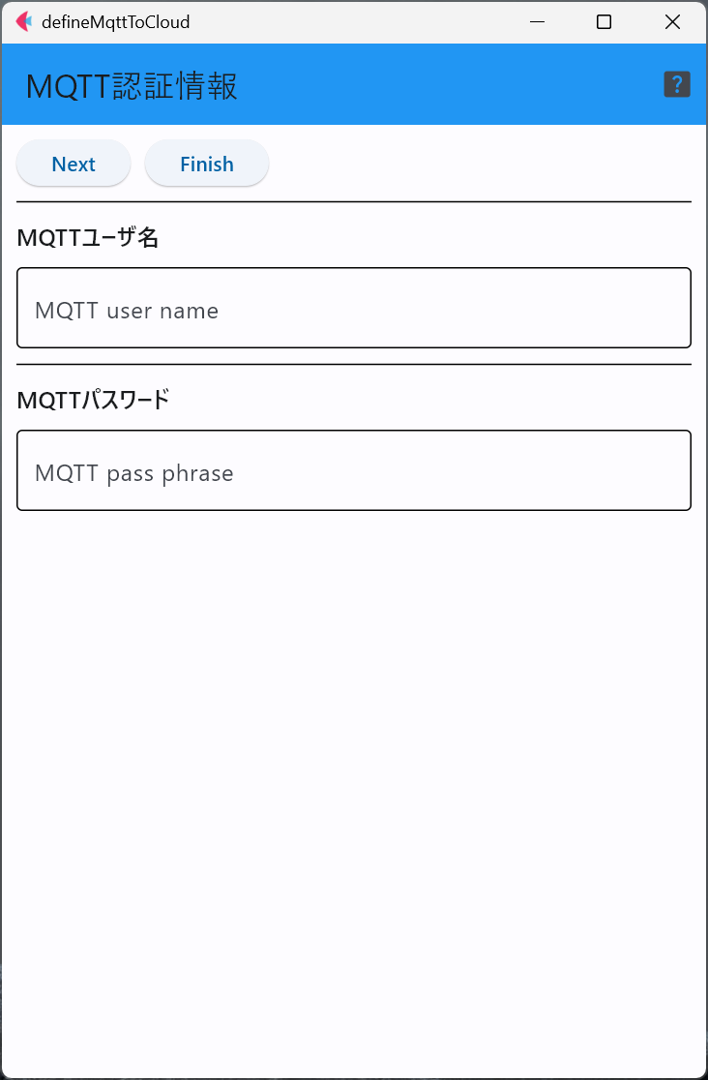 defineMqttToCloud
MQTT認証情報
?
Next Finish
MQTTユーザ名
MQTT user name
MQTTパスワード
MQTT pass phrase